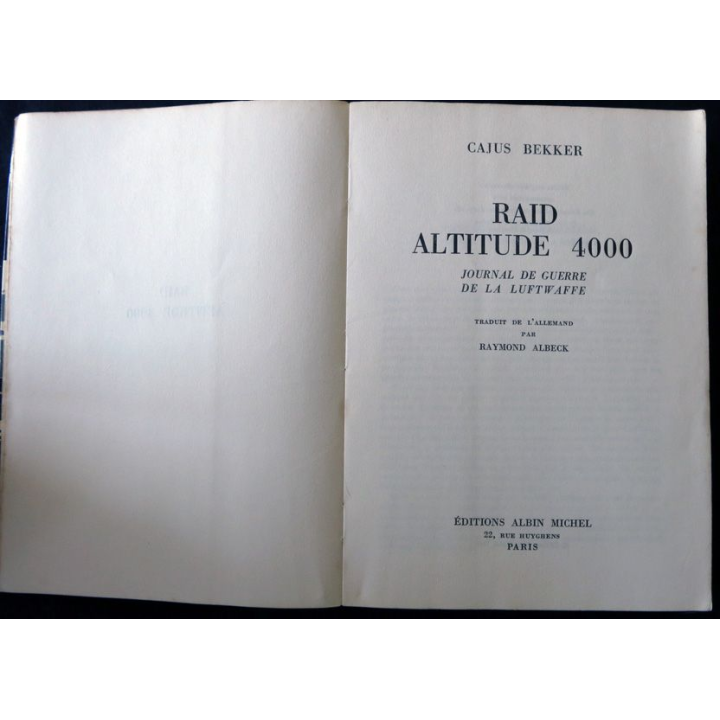 CAJUS BEKKER
RAID
ALTITUDE 4000
JOURNAL DE GUERRE
DE LA LUFTWAFFE
TRADUIT DE L'ALLEMAND
PAR
RAYMOND ALBECK
ÉDITIONS ALBIN MICHEL
22, RUE HUYGHENS
PARIS